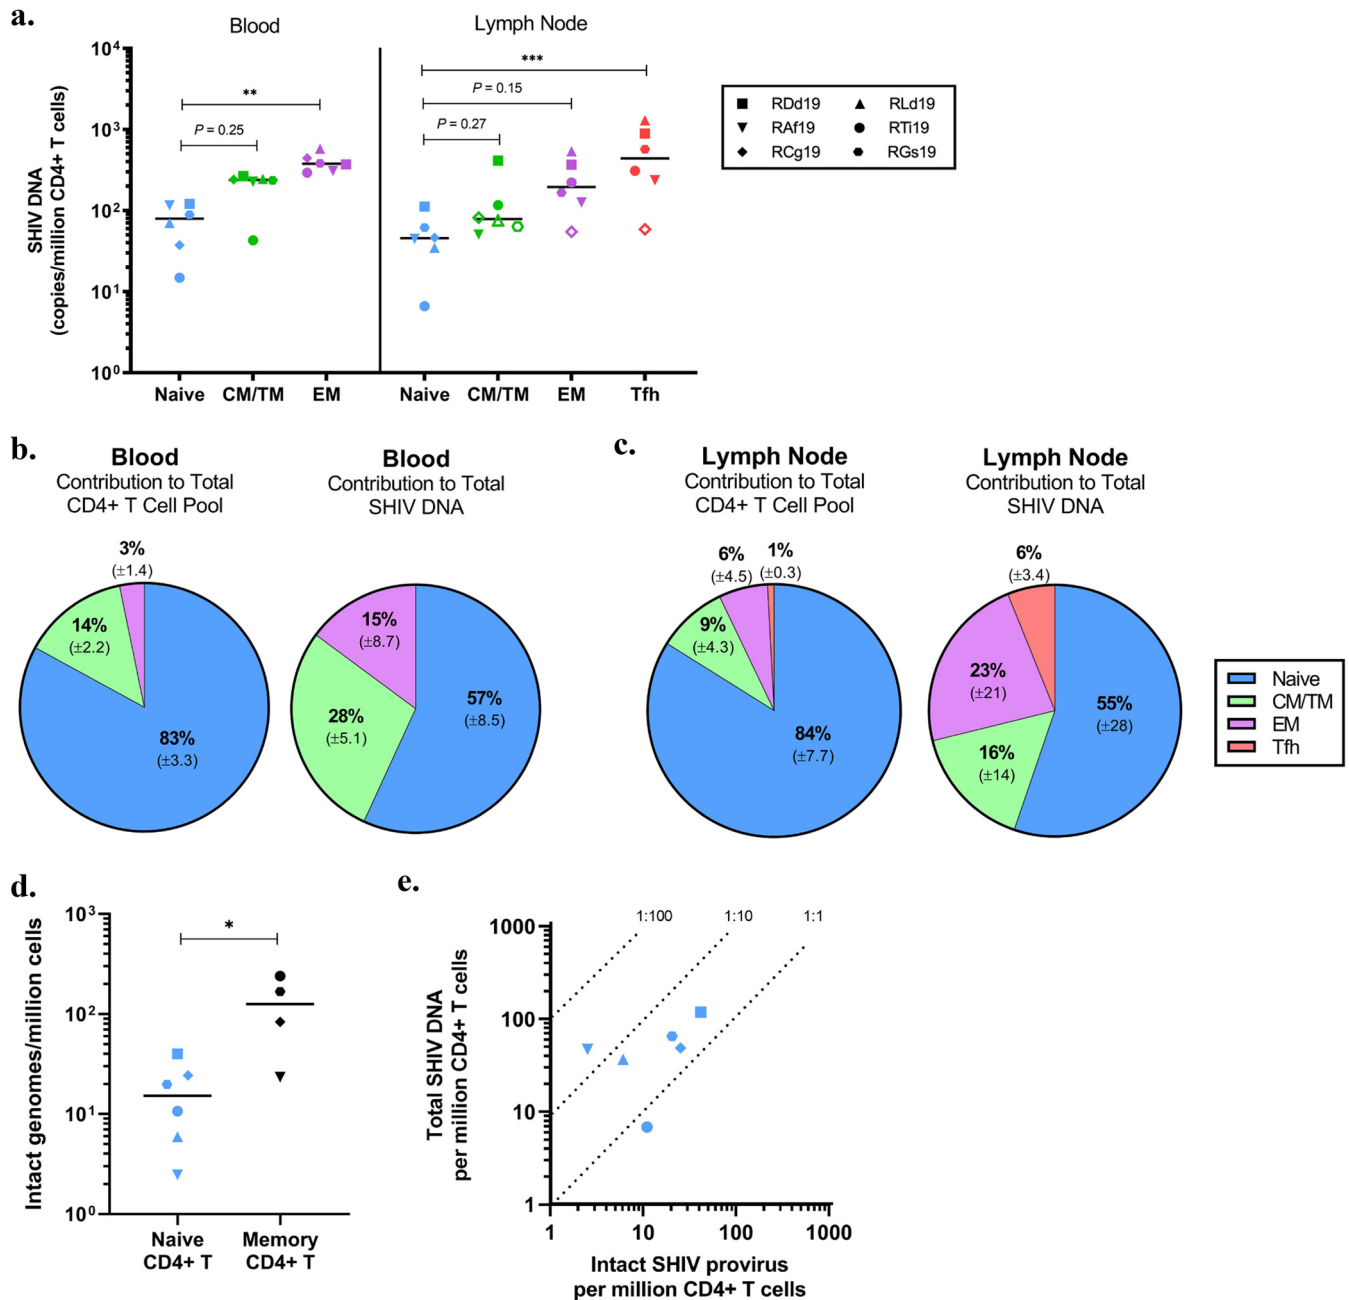 a.
Blood
Lymph Node
SHIV DNA
(copies/million CD4+ T cells)
10⁴
10³
10²
10¹
10⁰
**
P = 0.25
***
P = 0.15
P = 0.27
Naive
CM/TM
EM
Naive
CM/TM
EM
Tfh
RDd19
RLd19
RAf19
RTi19
RCg19
RGs19
b.
Blood
Contribution to Total
CD4+ T Cell Pool
3%
(±1.4)
14%
(±2.2)
83%
(±3.3)
Blood
Contribution to Total
SHIV DNA
15%
(±8.7)
28%
(±5.1)
57%
(±8.5)
c.
Lymph Node
Contribution to Total
CD4+ T Cell Pool
6%
(±4.5)
1%
(±0.3)
9%
(±4.3)
84%
(±7.7)
Lymph Node
Contribution to Total
SHIV DNA
6%
(±3.4)
23%
(±21)
55%
(±28)
16%
(±14)
Naive
CM/TM
EM
Tfh
d.
Intact genomes/million cells
10³
10²
10¹
10⁰
*
Naive
CD4+ T
Memory
CD4+ T
e.
Total SHIV DNA
per million CD4+ T cells
1000
100
10
1
1:100
1:10
1:1
1
10
100
1000
Intact SHIV provirus
per million CD4+ T cells